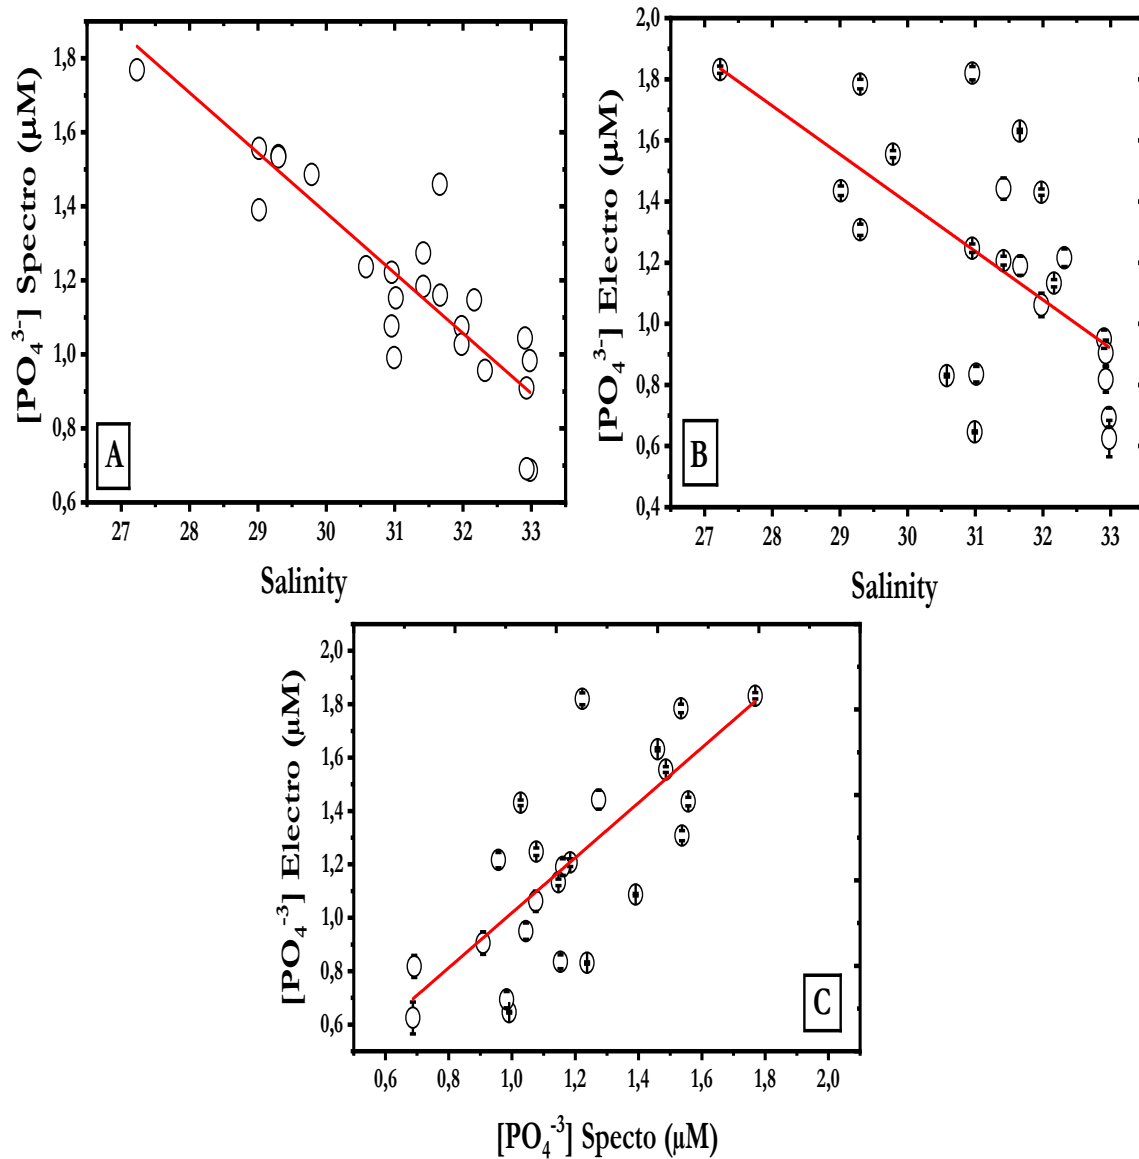 [PO₄³⁻] Spectro (µM)
1,8
1,6
1,4
1,2
1,0
0,8
0,6
A
27 28 29 30 31 32 33
Salinity
[PO₄³⁻] Electro (µM)
2,0
1,8
1,6
1,4
1,2
1,0
0,8
0,6
0,4
B
27 28 29 30 31 32 33
Salinity
[PO₄⁻³] Electro (µM)
2,0
1,8
1,6
1,4
1,2
1,0
0,8
0,6
C
0,6 0,8 1,0 1,2 1,4 1,6 1,8 2,0
[PO₄⁻³] Specto (µM)